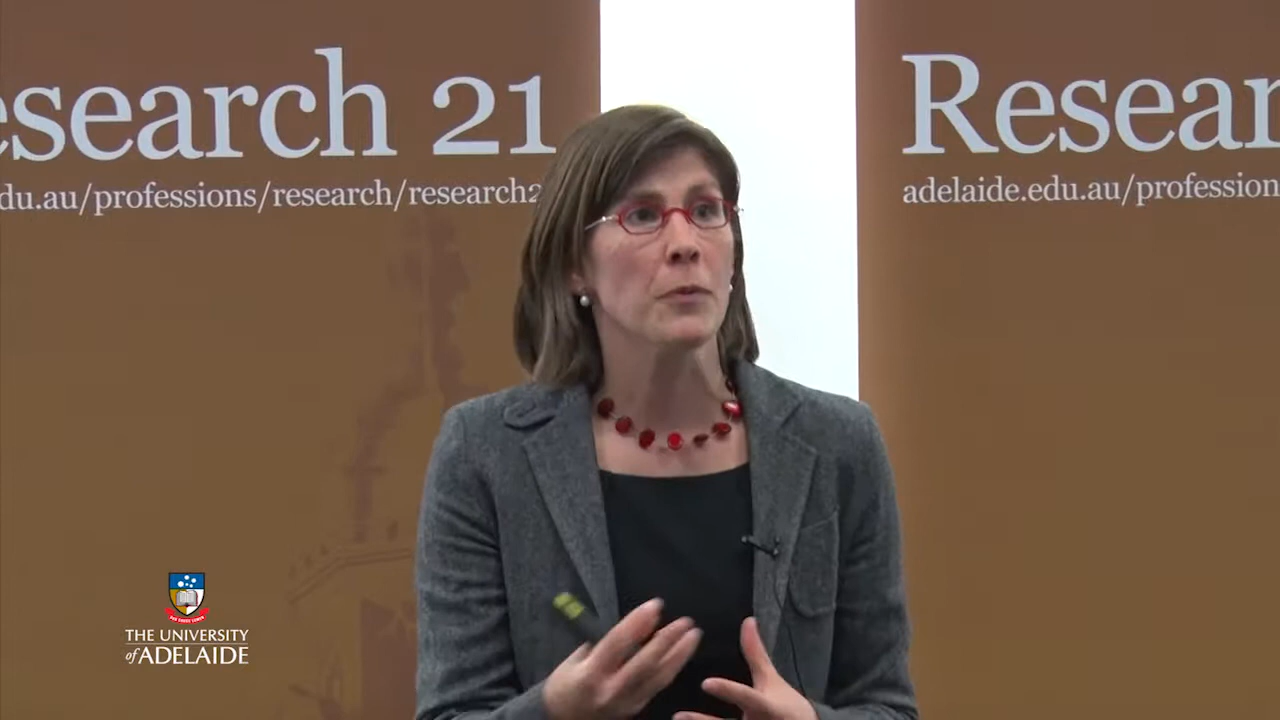 esearch 21
du.au/professions/research/research2
Resear
adelaide.edu.au/profession
THE UNIVERSITY
of ADELAIDE